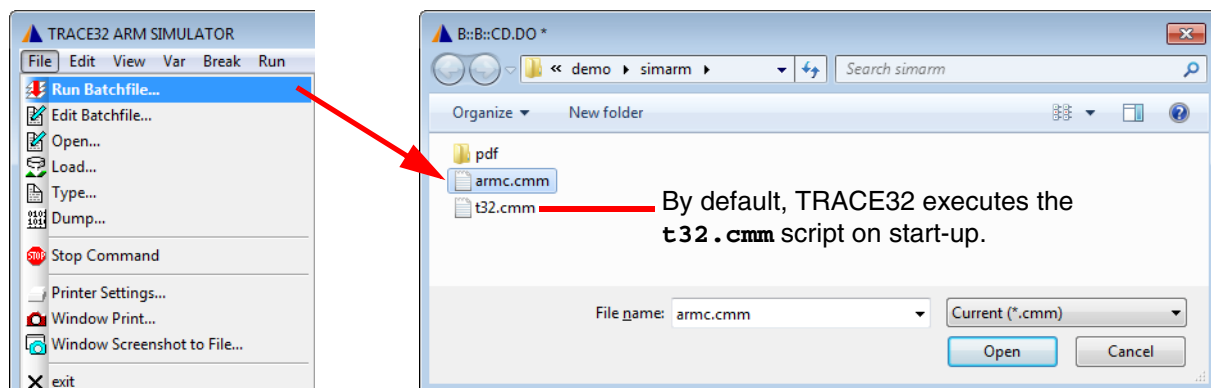 TRACE32 ARM SIMULATOR
File Edit View Var Break Run
Run Batchfile...
Edit Batchfile...
Open...
Load...
Type...
Dump...
Stop Command
Printer Settings...
Window Print...
Window Screenshot to File...
exit
B::B::CD.DO *
« demo simarm Search simarm
Organize New folder
pdf
armc.cmm
t32.cmm
By default, TRACE32 executes the
t32.cmm script on start-up.
File name: armc.cmm Current (*.cmm)
Open Cancel